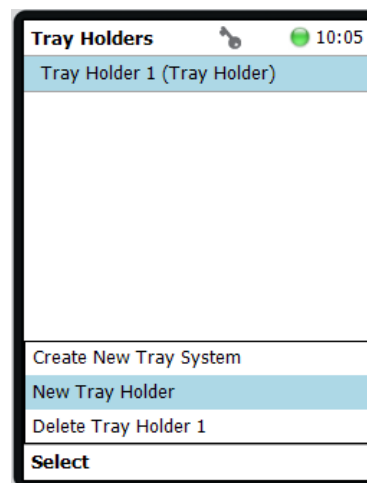 Tray Holders 10:05
Tray Holder 1 (Tray Holder)
Create New Tray System
New Tray Holder
Delete Tray Holder 1
Select